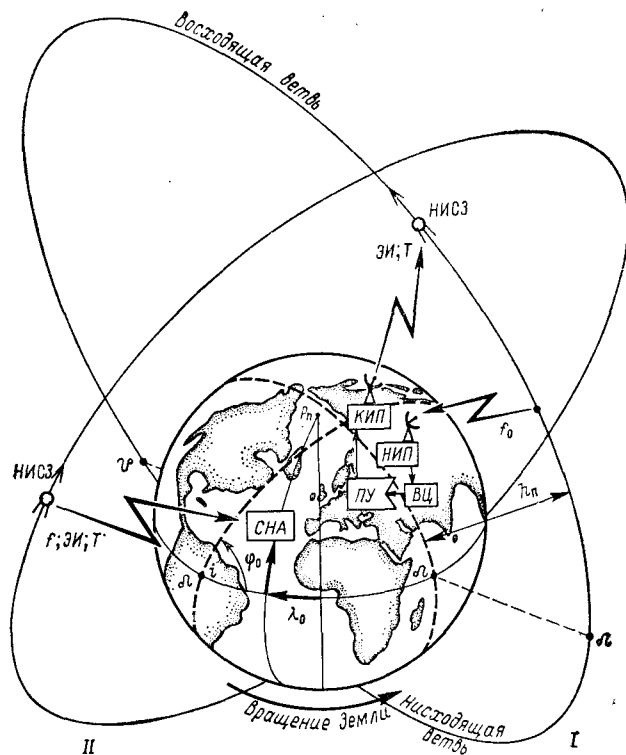 Восходящая ветвь
НИСЗ
ЭИ; Т
Pп
КИП
f₀
НИП
НИСЗ
ПУ
ВЦ
hп
СНА
f; ЭИ; Т
φ₀
☊
i
λ₀
☊
☊
Вращение Земли
Нисходящая
ветвь
II
I